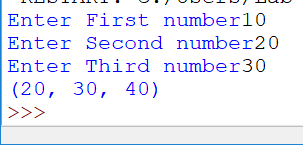 Enter First number10
Enter Second number20
Enter Third number30
(20, 30, 40)
>>>